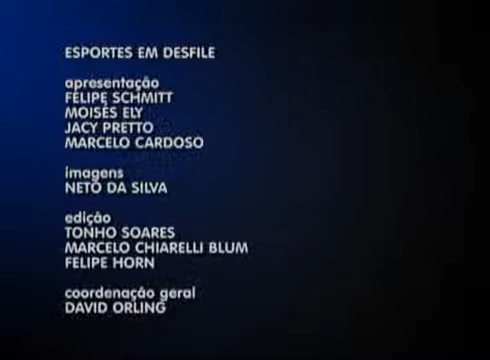 ESPORTES EM DESFILE
apresentação
FELIPE SCHMITT
MOISÉS ELY
JACY PRETTO
MARCELO CARDOSO
imagens
NETO DA SILVA
edição
TONHO SOARES
MARCELO CHIARELLI BLUM
FELIPE HORN
coordenação geral
DAVID ORLING